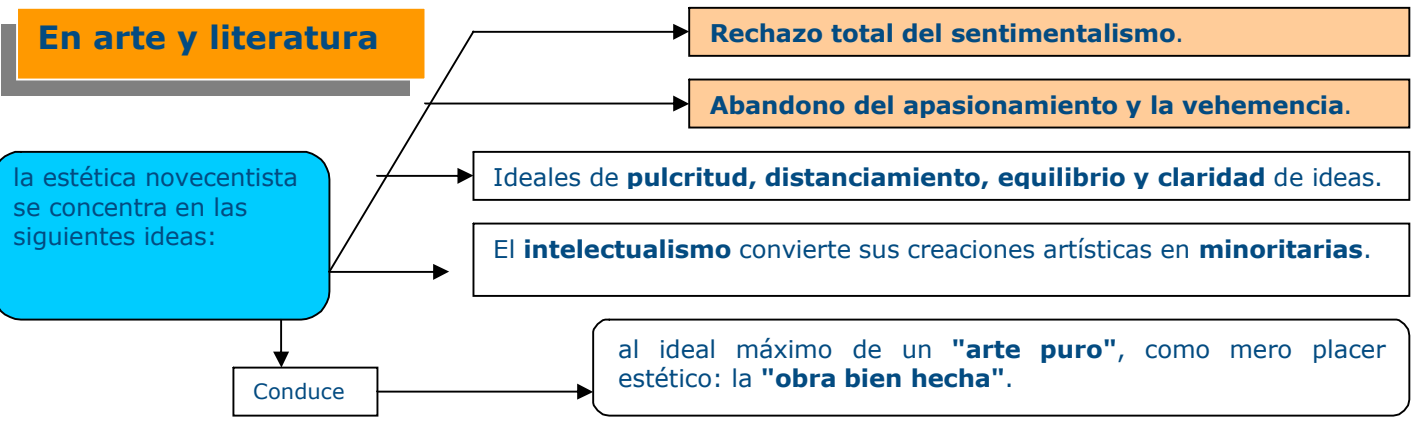 En arte y literatura
Rechazo total del sentimentalismo.
Abandono del apasionamiento y la vehemencia.
la estética novecentista
se concentra en las
siguientes ideas:
Ideales de pulcritud, distanciamiento, equilibrio y claridad de ideas.
El intelectualismo convierte sus creaciones artísticas en minoritarias.
Conduce
al ideal máximo de un "arte puro", como mero placer
estético: la "obra bien hecha".